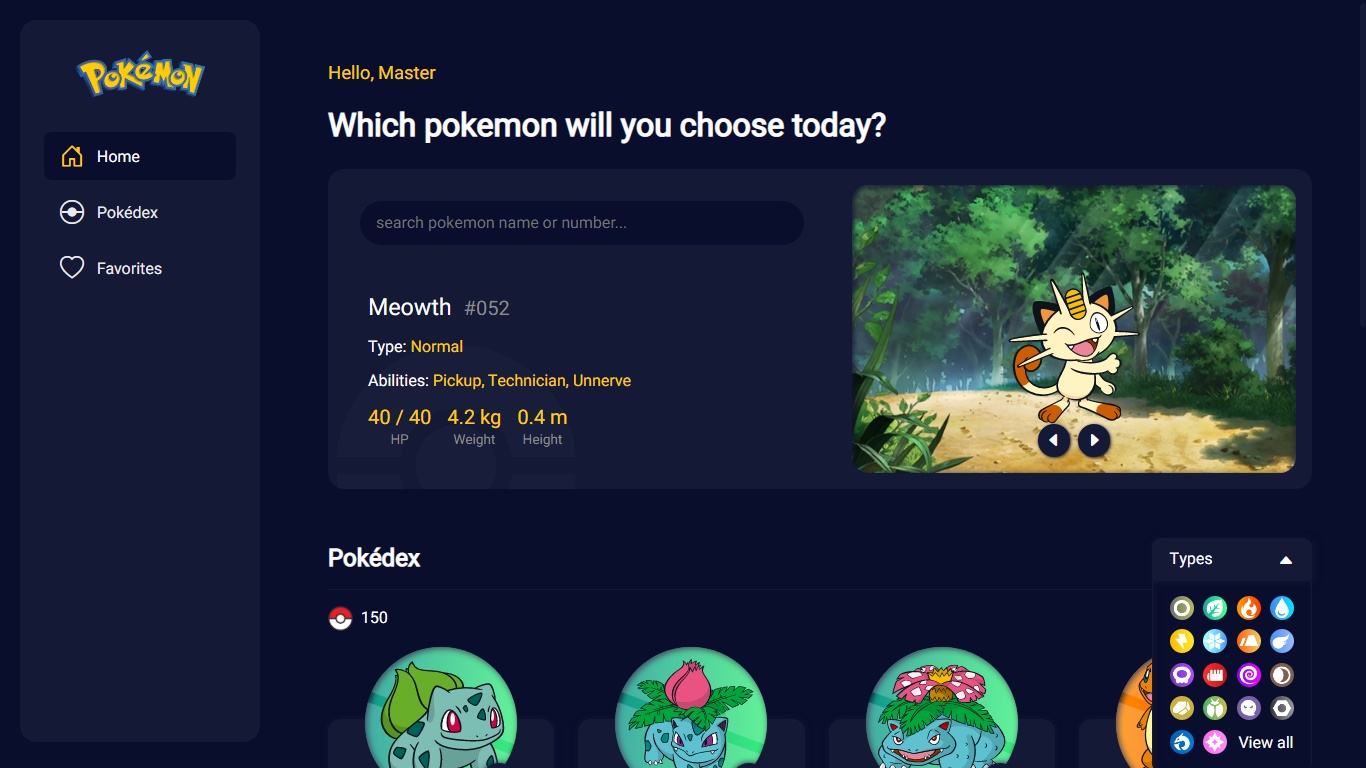 POKéMON
Home
Pokédex
Favorites
Hello, Master
Which pokemon will you choose today?
search pokemon name or number...
Meowth #052
Type: Normal
Abilities: Pickup, Technician, Unnerve
40 / 40 4.2 kg 0.4 m
HP Weight Height
Pokédex
Types
150
View all